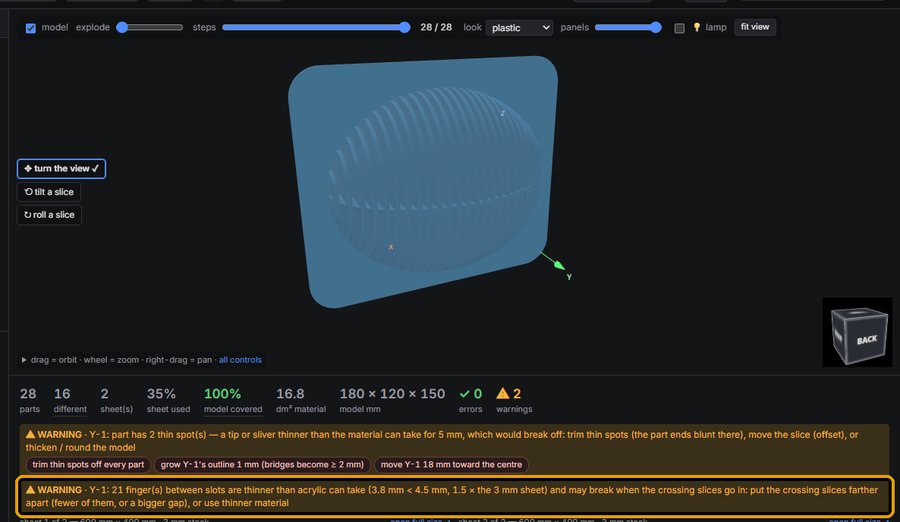 model explode steps 28 / 28 look plastic panels 💡 lamp fit view
✥ turn the view ✓
⟲ tilt a slice
↻ roll a slice
Z
X
Y
BACK
▶ drag = orbit · wheel = zoom · right-drag = pan · all controls
28 16 2 35% 100% 16.8 180 × 120 × 150 ✓ 0 ⚠ 2
parts different sheet(s) sheet used model covered dm² material model mm errors warnings
⚠ WARNING · Y-1: part has 2 thin spot(s) — a tip or sliver thinner than the material can take for 5 mm, which would break off: trim thin spots (the part ends blunt there), move the slice (offset), or
thicken / round the model
trim thin spots off every part grow Y-1's outline 1 mm (bridges become ≥ 2 mm) move Y-1 18 mm toward the centre
⚠ WARNING · Y-1: 21 finger(s) between slots are thinner than acrylic can take (3.8 mm < 4.5 mm, 1.5 × the 3 mm sheet) and may break when the crossing slices go in: put the crossing slices farther
apart (fewer of them, or a bigger gap), or use thinner material